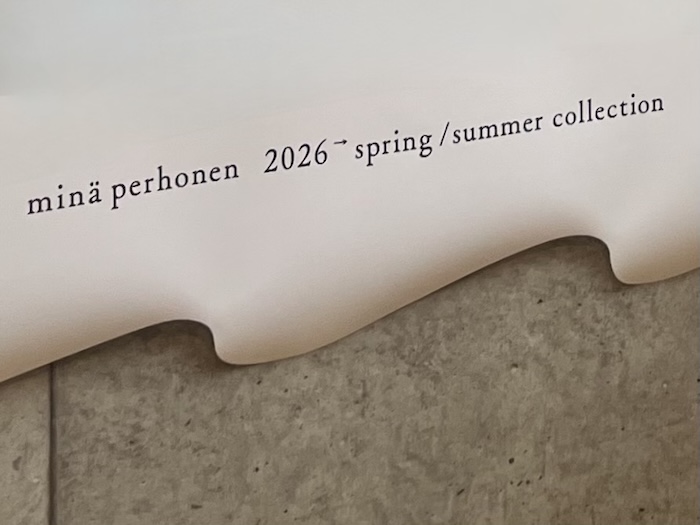 minä perhonen 2026→ spring/summer collection